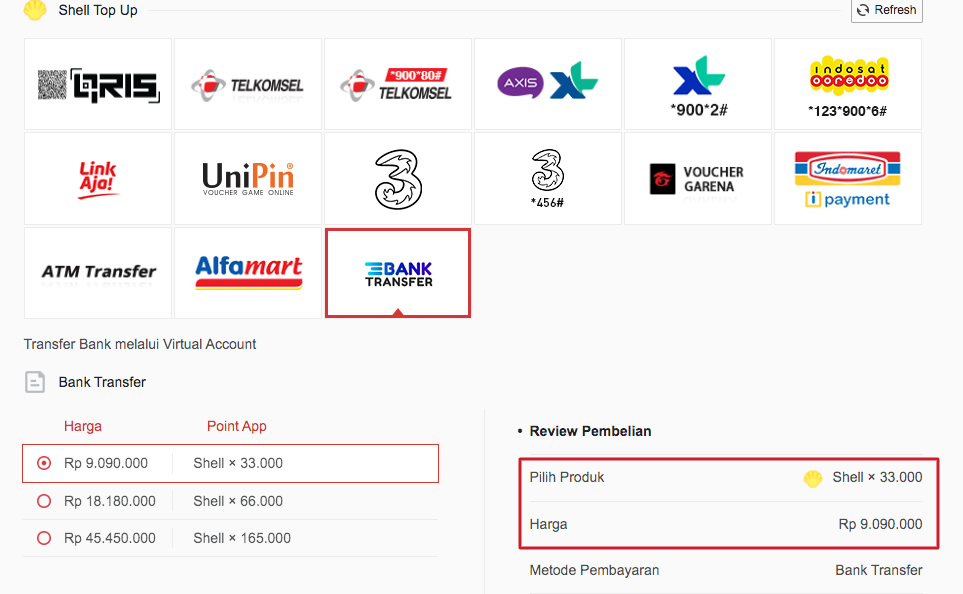 Shell Top Up
Refresh
QRIS
TELKOMSEL
*900*80#
TELKOMSEL
AXIS XL
XL
*900*2#
indosat
ooredoo
*123*900*6#
Link
Aja!
UniPin
VOUCHER GAME ONLINE
3
3
*456#
VOUCHER
GARENA
Indomaret
i payment
ATM Transfer
Alfamart
BANK
TRANSFER
Transfer Bank melalui Virtual Account
Bank Transfer
Harga Point App
Rp 9.090.000 Shell × 33.000
Rp 18.180.000 Shell × 66.000
Rp 45.450.000 Shell × 165.000
• Review Pembelian
Pilih Produk Shell × 33.000
Harga Rp 9.090.000
Metode Pembayaran Bank Transfer